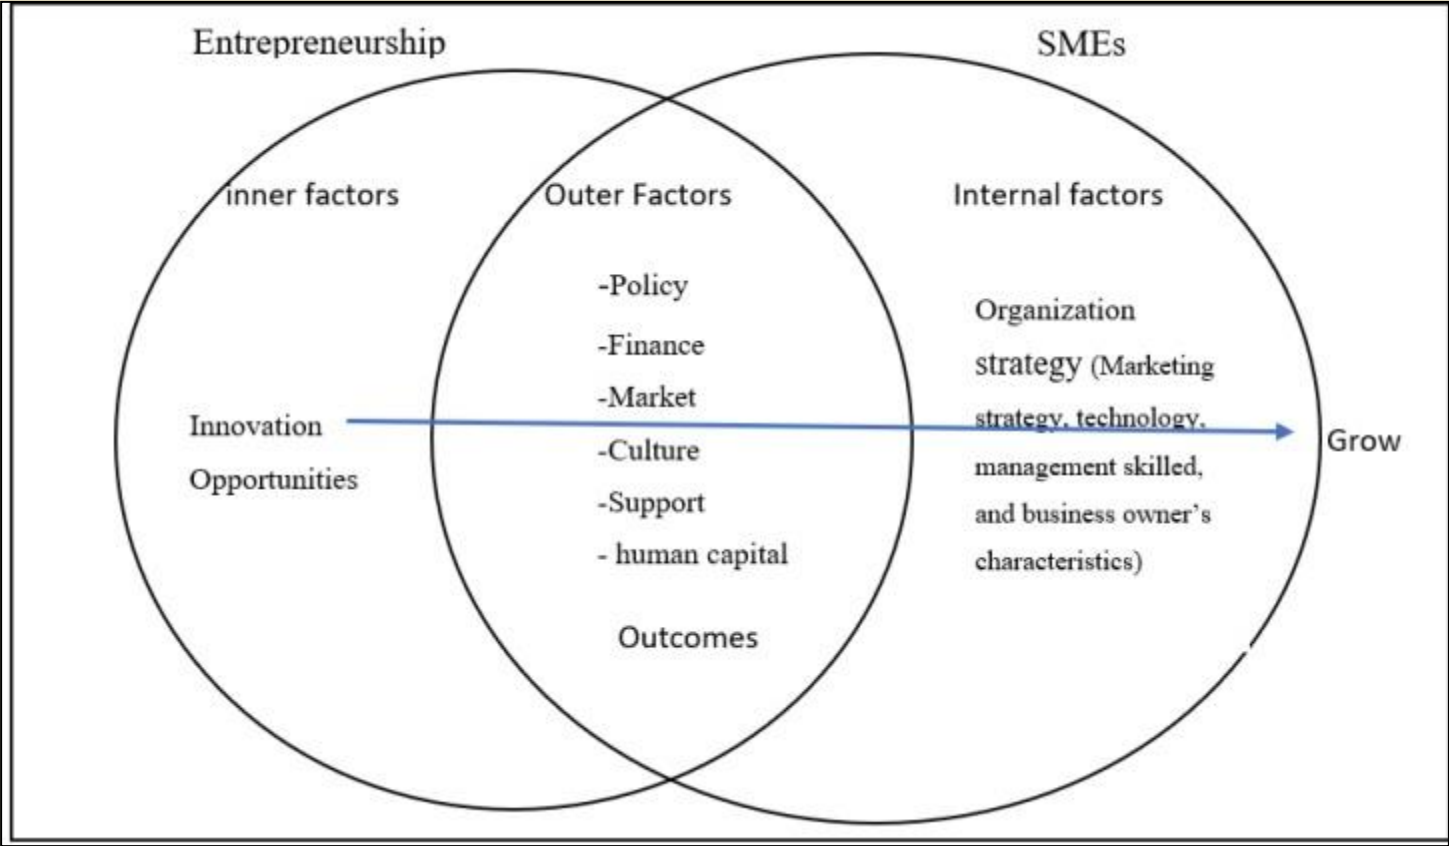 Entrepreneurship
SMEs
inner factors
Outer Factors
Internal factors
Innovation
Opportunities
-Policy
-Finance
-Market
-Culture
-Support
- human capital
Outcomes
Organization
strategy (Marketing
strategy, technology,
management skilled,
and business owner’s
characteristics)
Grow